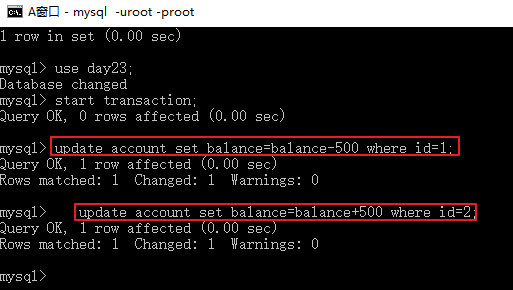 A窗口 - mysql  -uroot -proot
1 row in set (0.00 sec)
mysql> use day23;
Database changed
mysql> start transaction;
Query OK, 0 rows affected (0.00 sec)
mysql> update account set balance=balance-500 where id=1;
Query OK, 1 row affected (0.00 sec)
Rows matched: 1  Changed: 1  Warnings: 0
mysql>   update account set balance=balance+500 where id=2;
Query OK, 1 row affected (0.00 sec)
Rows matched: 1  Changed: 1  Warnings: 0
mysql>